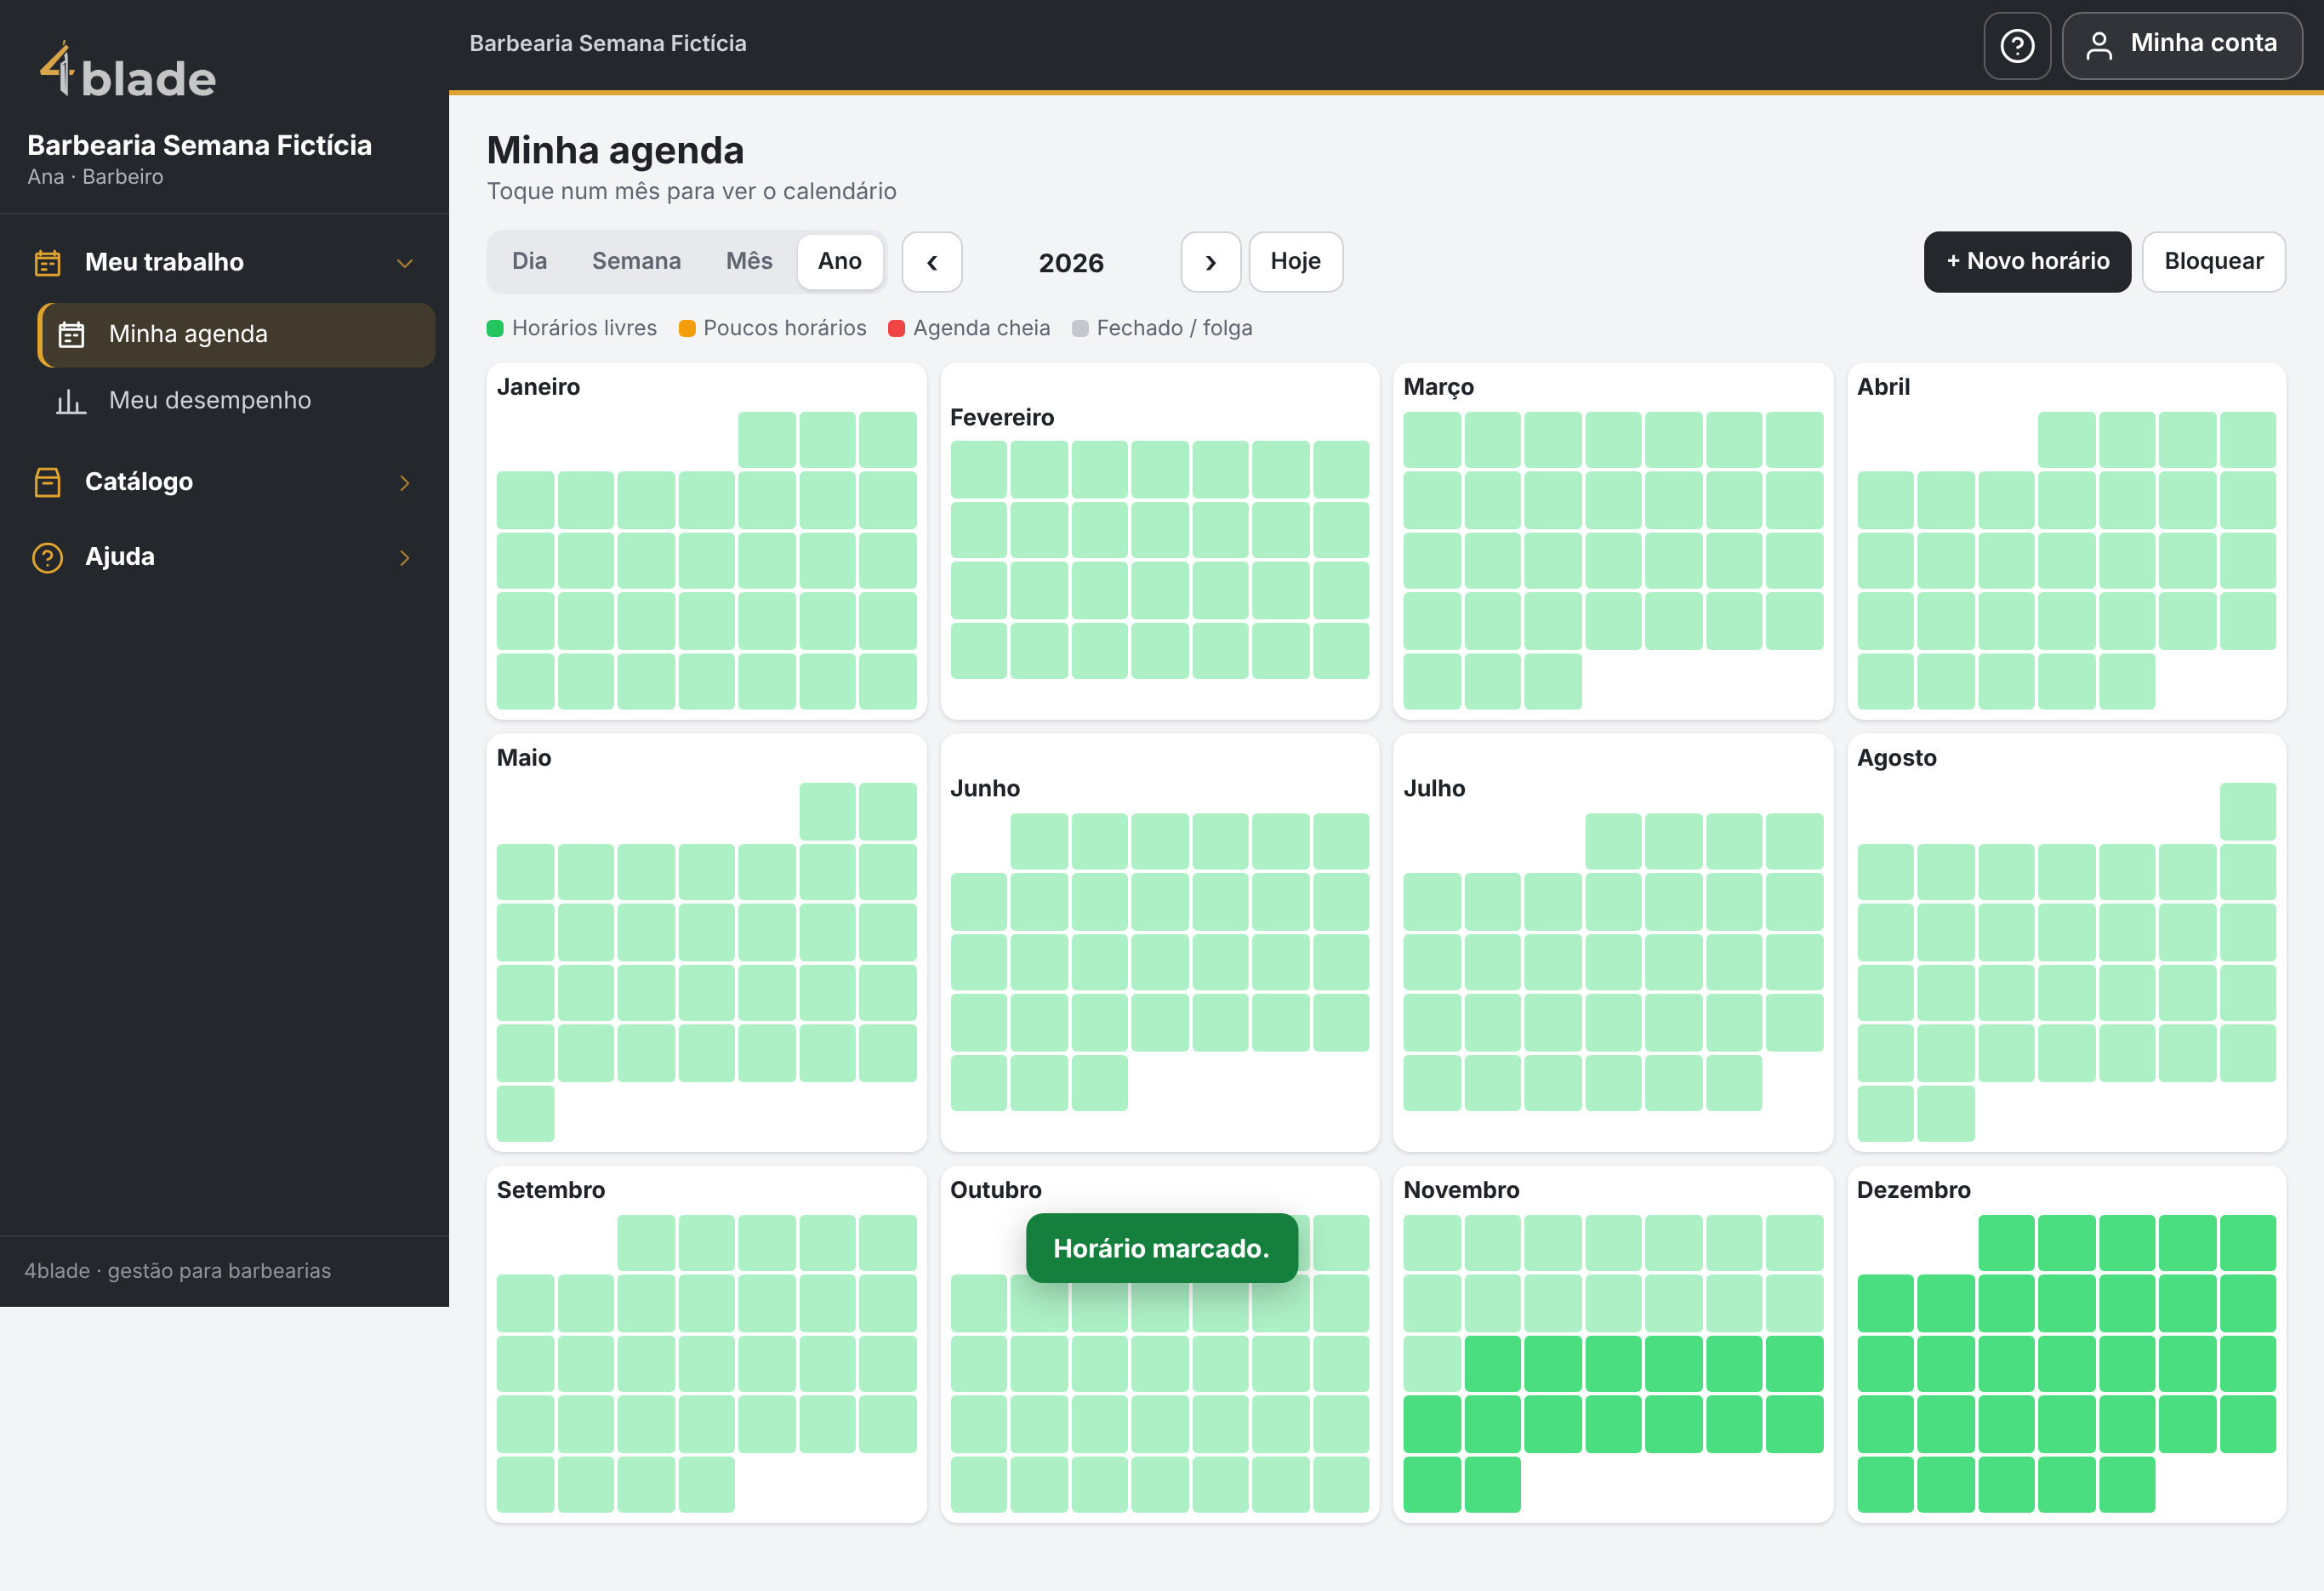 4blade
Barbearia Semana Fictícia
Ana · Barbeiro
Meu trabalho
Minha agenda
Meu desempenho
Catálogo
Ajuda
4blade · gestão para barbearias
Barbearia Semana Fictícia
Minha conta
Minha agenda
Toque num mês para ver o calendário
Dia Semana Mês Ano ‹ 2026 › Hoje + Novo horário Bloquear
Horários livres Poucos horários Agenda cheia Fechado / folga
Janeiro
Fevereiro
Março
Abril
Maio
Junho
Julho
Agosto
Setembro
Outubro
Novembro
Dezembro
Horário marcado.